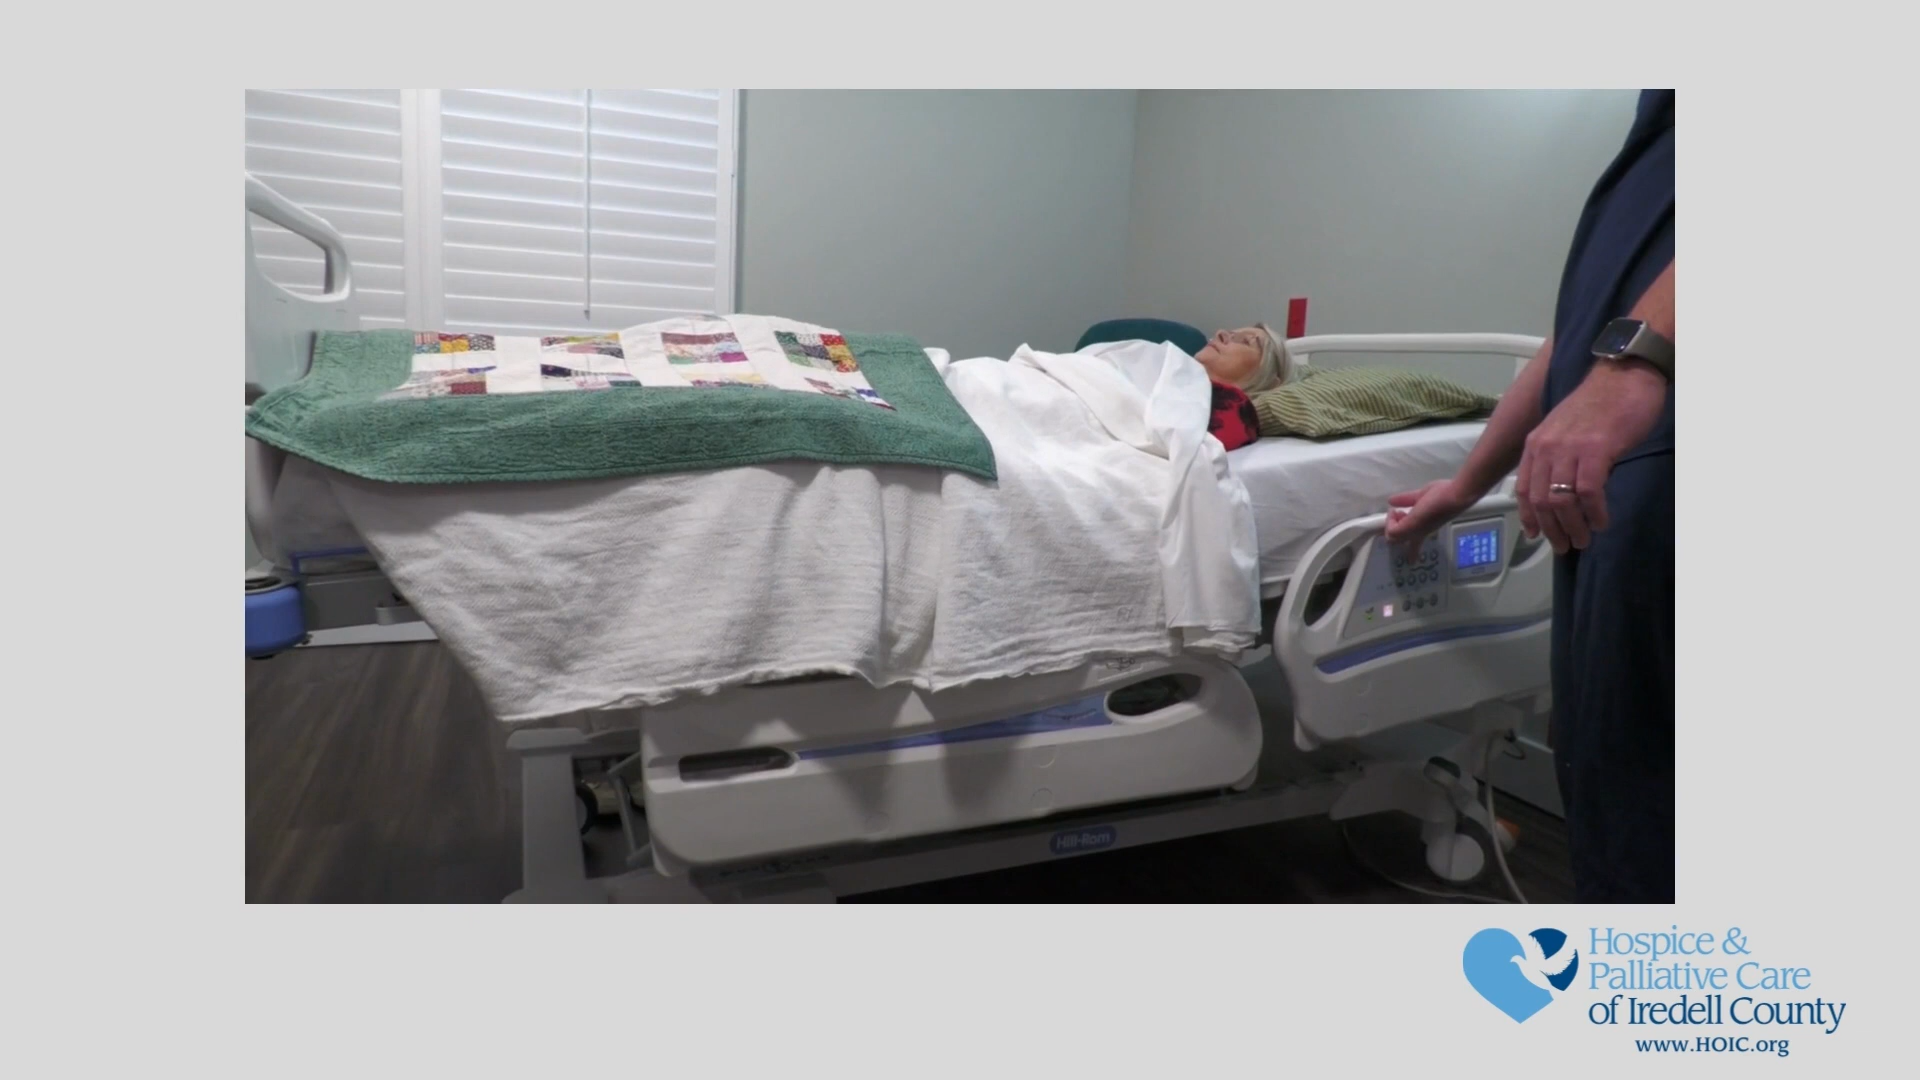 Hill-Rom
Hospice &
Palliative Care
of Iredell County
www.HOIC.org